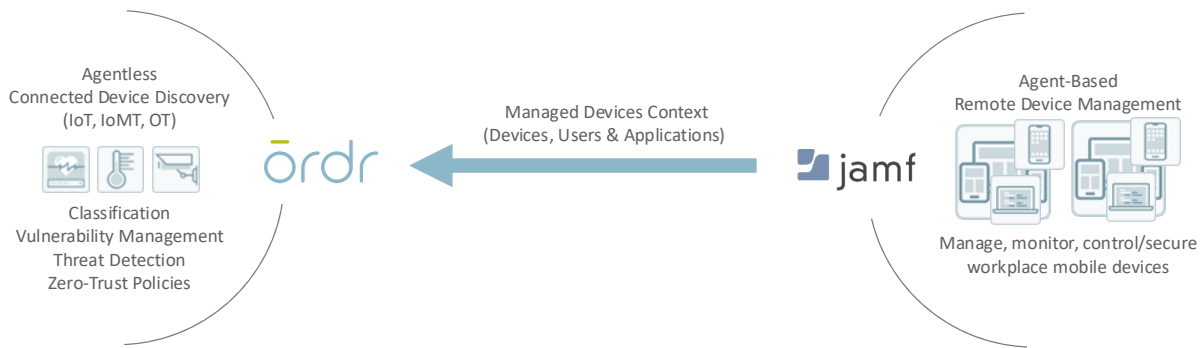 Agentless
Connected Device Discovery
(IoT, IoMT, OT)
Classification
Vulnerability Management
Threat Detection
Zero-Trust Policies
ōrdr
Managed Devices Context
(Devices, Users & Applications)
jamf
Agent-Based
Remote Device Management
Manage, monitor, control/secure
workplace mobile devices